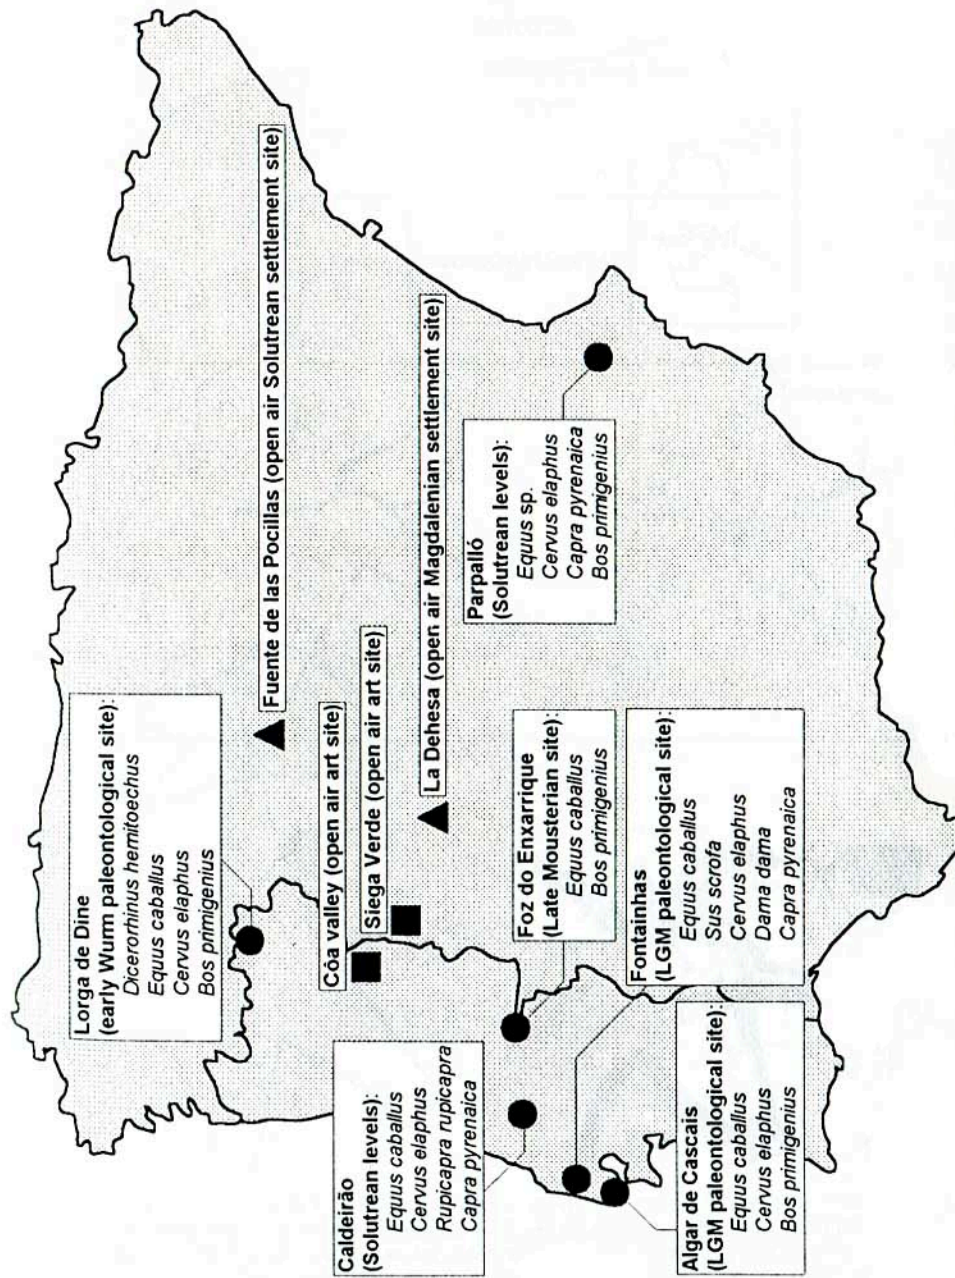 Lorga de Dine
(early Wurm paleontological site):
Dicerorhinus hemitoechus
Equus caballus
Cervus elaphus
Bos primigenius
Fuente de las Pocillas (open air Solutrean settlement site)
Côa valley (open air art site)
Siega Verde (open air art site)
La Dehesa (open air Magdalenian settlement site)
Caldeirão
(Solutrean levels):
Equus caballus
Cervus elaphus
Rupicapra rupicapra
Capra pyrenaica
Parpalló
(Solutrean levels):
Equus sp.
Cervus elaphus
Capra pyrenaica
Bos primigenius
Foz do Enxarrique
(Late Mousterian site):
Equus caballus
Bos primigenius
Fontainhas
(LGM paleontological site):
Equus caballus
Sus scrofa
Cervus elaphus
Dama dama
Capra pyrenaica
Algar de Cascais
(LGM paleontological site):
Equus caballus
Cervus elaphus
Bos primigenius